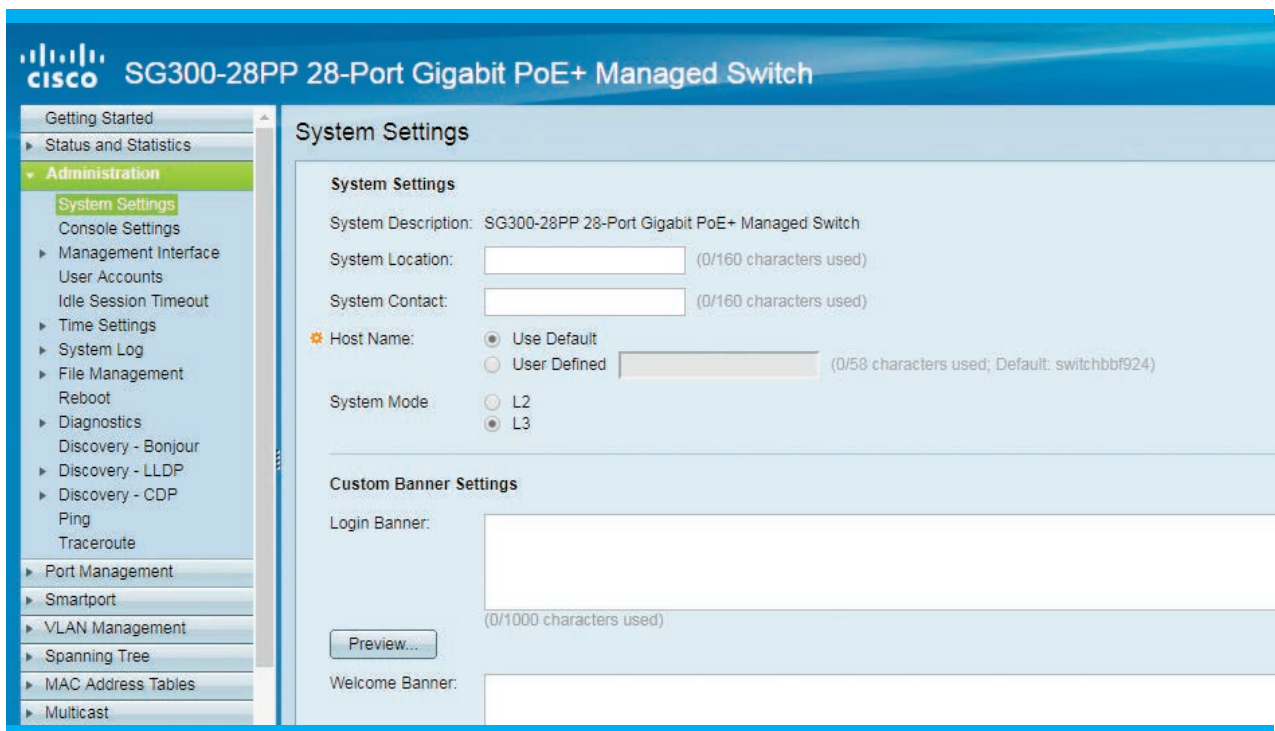 CISCO
SG300-28PP 28-Port Gigabit PoE+ Managed Switch
Getting Started
Status and Statistics
Administration
System Settings
Console Settings
Management Interface
User Accounts
Idle Session Timeout
Time Settings
System Log
File Management
Reboot
Diagnostics
Discovery - Bonjour
Discovery - LLDP
Discovery - CDP
Ping
Traceroute
Port Management
Smartport
VLAN Management
Spanning Tree
MAC Address Tables
Multicast
System Settings
System Settings
System Description: SG300-28PP 28-Port Gigabit PoE+ Managed Switch
System Location: (0/160 characters used)
System Contact: (0/160 characters used)
Host Name: Use Default
User Defined (0/58 characters used; Default: switchbbf924)
System Mode L2
L3
Custom Banner Settings
Login Banner:
(0/1000 characters used)
Preview...
Welcome Banner: